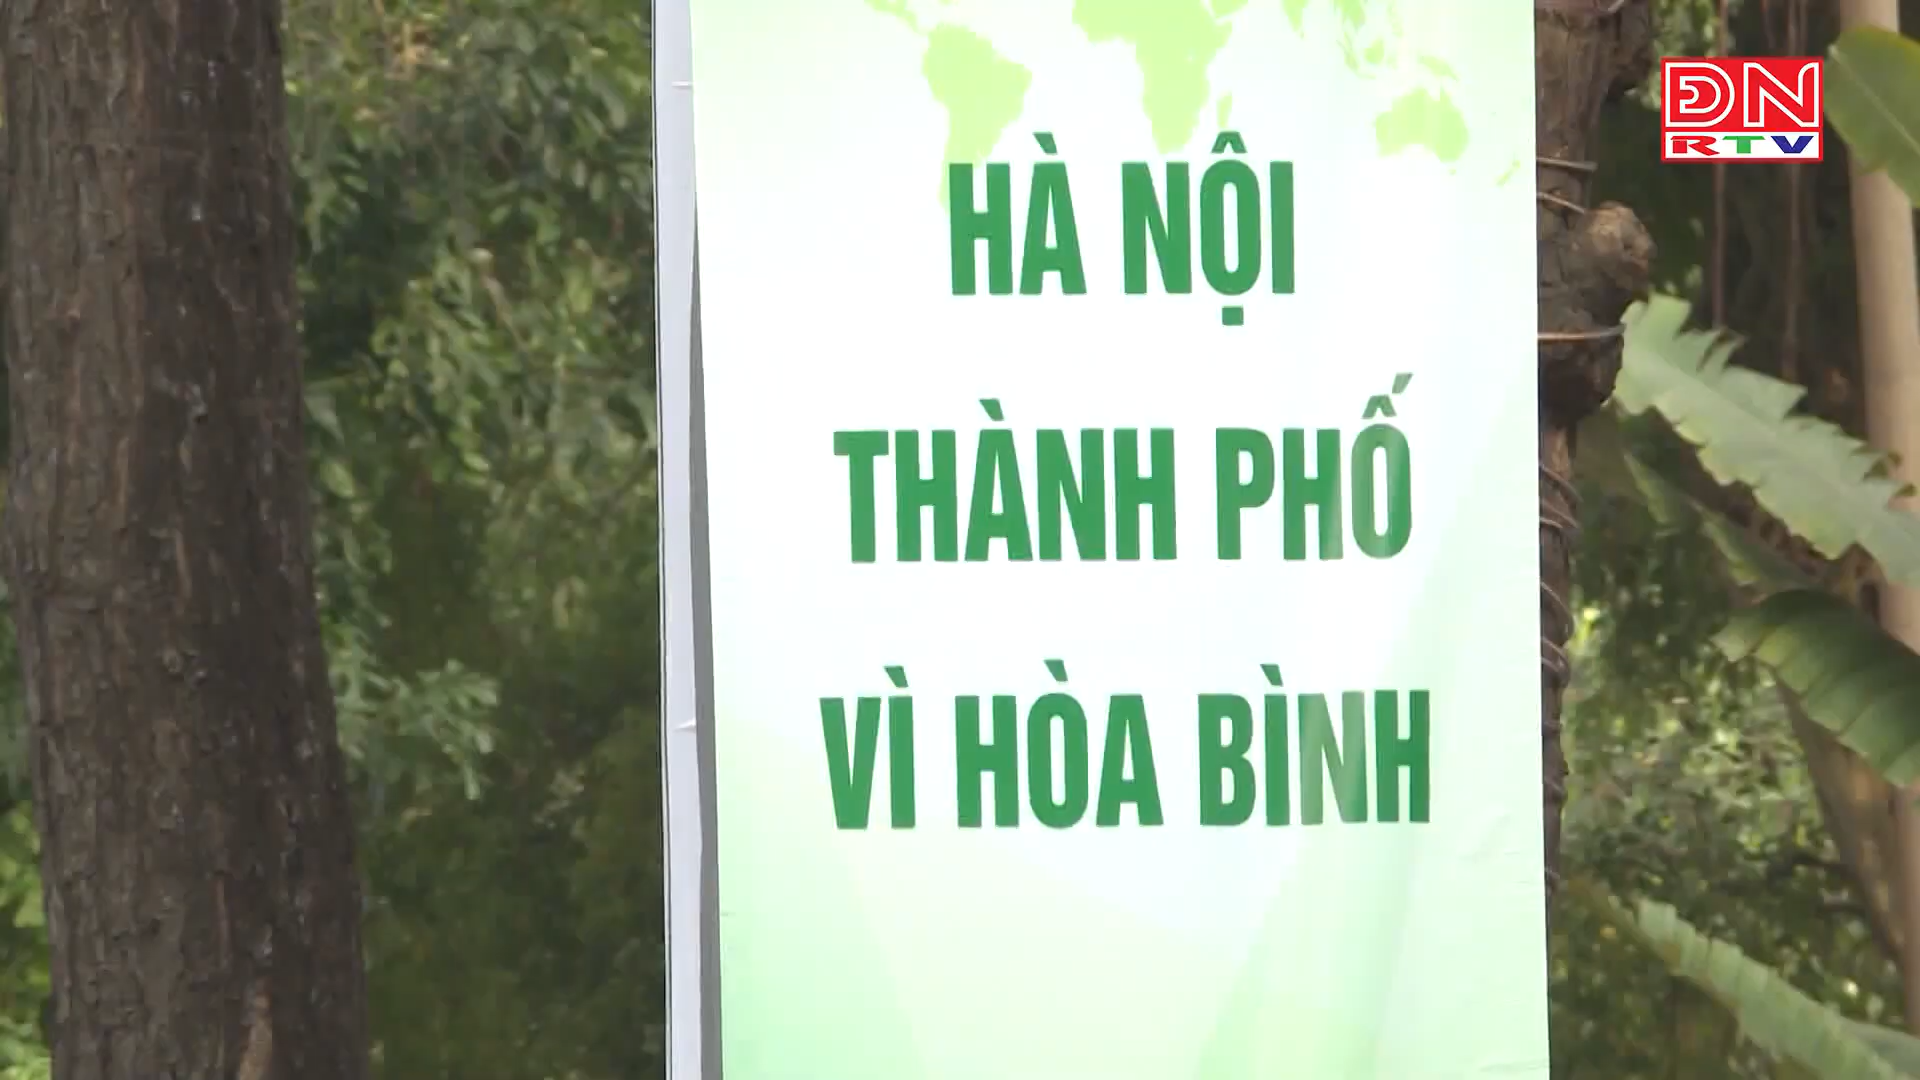 HÀ NỘI
THÀNH PHỐ
VÌ HÒA BÌNH
ĐN
RTV